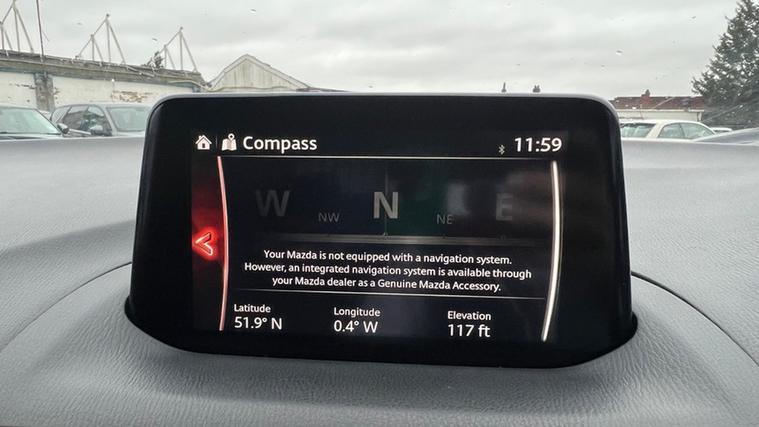 Compass 11:59
W NW N NE E
Your Mazda is not equipped with a navigation system.
However, an integrated navigation system is available through
your Mazda dealer as a Genuine Mazda Accessory.
Latitude Longitude Elevation
51.9° N 0.4° W 117 ft